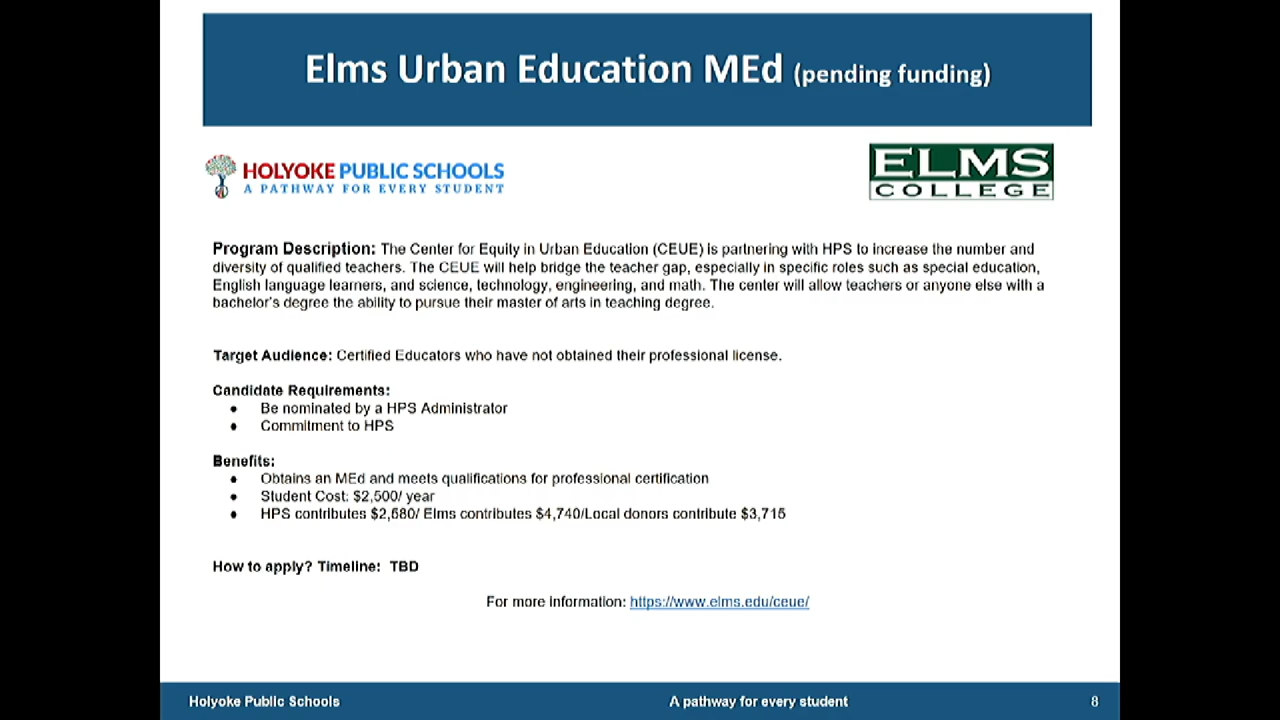 Elms Urban Education MEd (pending funding)
HOLYOKE PUBLIC SCHOOLS
A PATHWAY FOR EVERY STUDENT
ELMS
COLLEGE
Program Description: The Center for Equity in Urban Education (CEUE) is partnering with HPS to increase the number and
diversity of qualified teachers. The CEUE will help bridge the teacher gap, especially in specific roles such as special education,
English language learners, and science, technology, engineering, and math. The center will allow teachers or anyone else with a
bachelor's degree the ability to pursue their master of arts in teaching degree.
Target Audience: Certified Educators who have not obtained their professional license.
Candidate Requirements:
● Be nominated by a HPS Administrator
● Commitment to HPS
Benefits:
● Obtains an MEd and meets qualifications for professional certification
● Student Cost: $2,500/ year
● HPS contributes $2,680/ Elms contributes $4,740/Local donors contribute $3,715
How to apply? Timeline: TBD
For more information: https://www.elms.edu/ceue/
Holyoke Public Schools
A pathway for every student
8